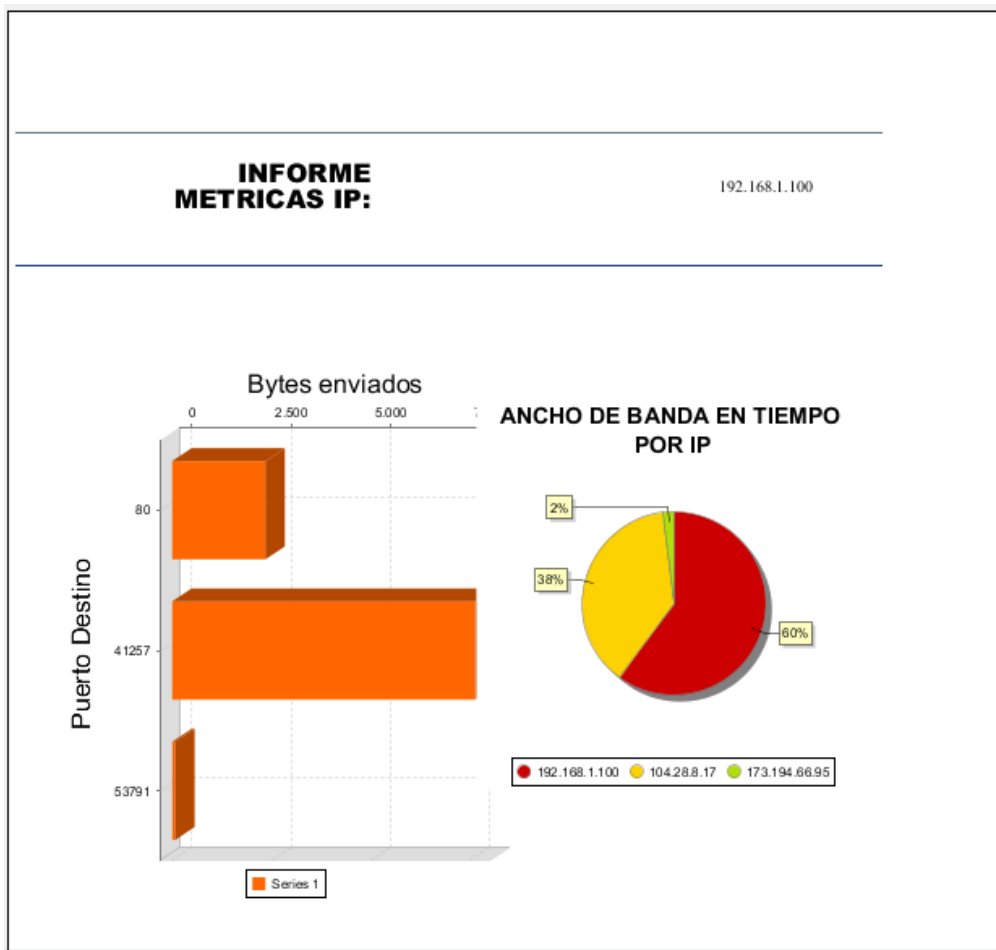 INFORME
METRICAS IP:
192.168.1.100
Bytes enviados
0
2.500
5.000
Puerto Destino
80
41257
53791
Series 1
ANCHO DE BANDA EN TIEMPO
POR IP
2%
38%
60%
192.168.1.100
104.28.8.17
173.194.66.95